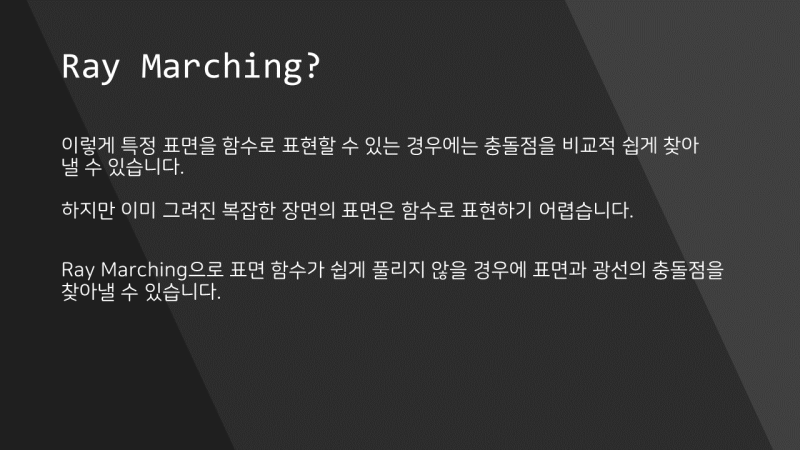 Ray Marching?
이렇게 특정 표면을 함수로 표현할 수 있는 경우에는 충돌점을 비교적 쉽게 찾아
낼 수 있습니다.
하지만 이미 그려진 복잡한 장면의 표면은 함수로 표현하기 어렵습니다.
Ray Marching으로 표면 함수가 쉽게 풀리지 않을 경우에 표면과 광선의 충돌점을
찾아낼 수 있습니다.